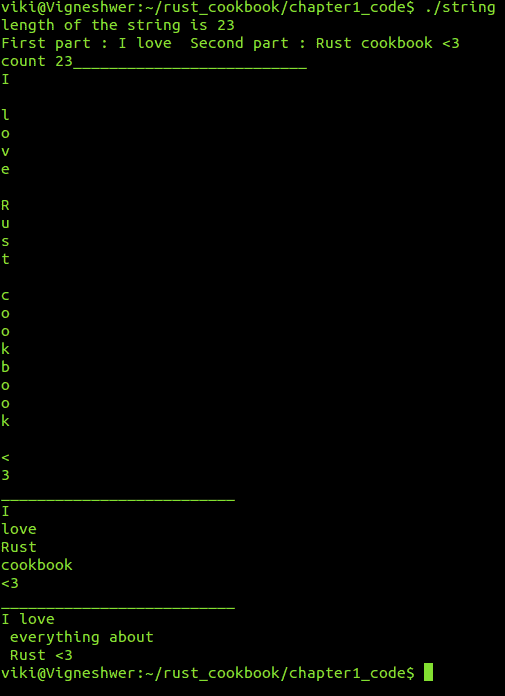 viki@Vigneshwer:~/rust_cookbook/chapter1_code$ ./string
length of the string is 23
First part : I love  Second part : Rust cookbook <3
count 23__________________________
I

l
o
v
e

R
u
s
t

c
o
o
k
b
o
o
k

<
3
__________________________
I
love
Rust
cookbook
<3
__________________________
I love
 everything about
 Rust <3
viki@Vigneshwer:~/rust_cookbook/chapter1_code$